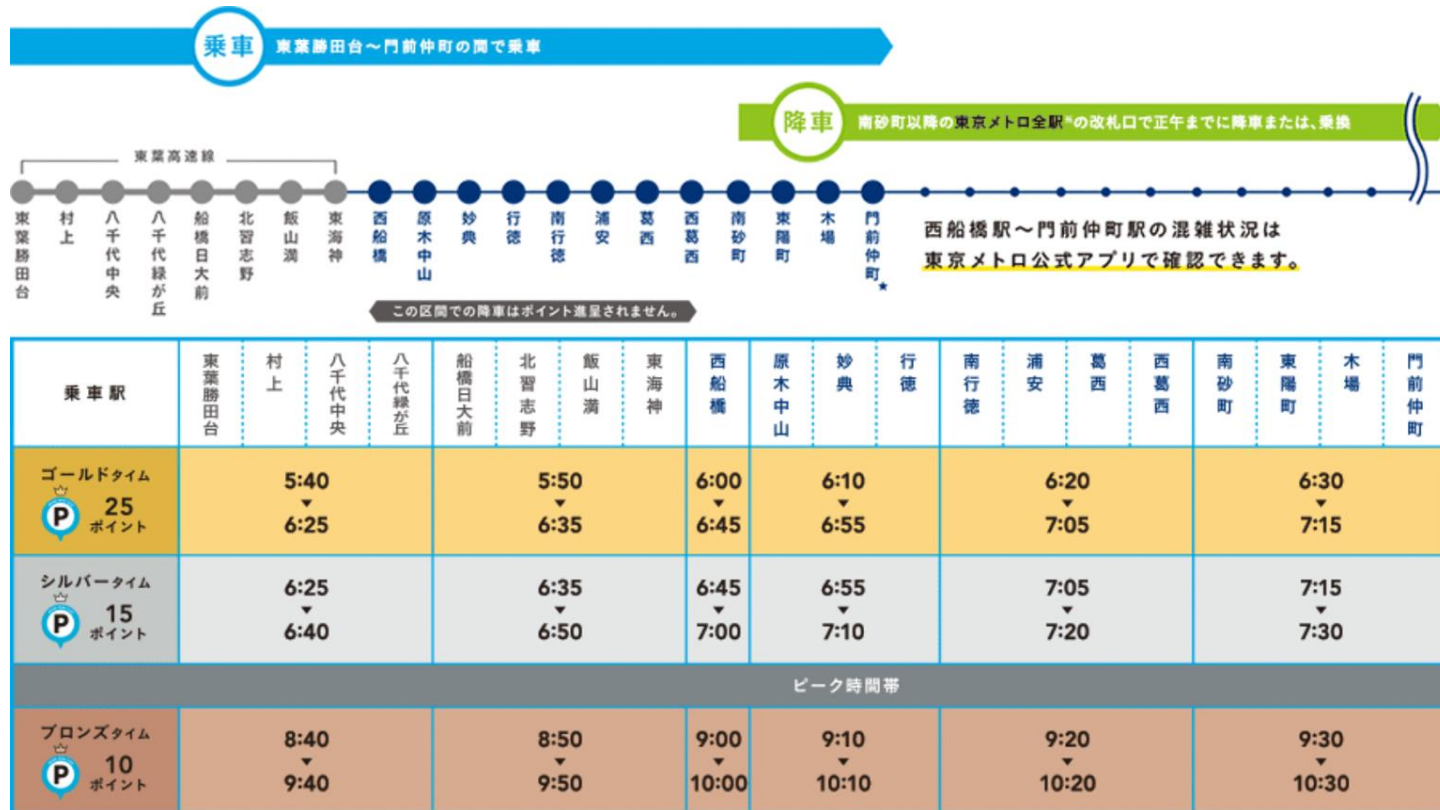 乗車 東葉勝田台～門前仲町の間で乗車
降車 南砂町以降の東京メトロ全駅※の改札口で正午までに降車または、乗換
東葉高速線
東葉勝田台 村上 八千代中央 八千代緑が丘 船橋日大前 北習志野 飯山満 東海神 西船橋 原木中山 妙典 行徳 南行徳 浦安 葛西 西葛西 南砂町 東陽町 木場 門前仲町★
西船橋駅～門前仲町駅の混雑状況は
東京メトロ公式アプリで確認できます。
この区間での降車はポイント進呈されません。
乗車駅 東葉勝田台 村上 八千代中央 八千代緑が丘 船橋日大前 北習志野 飯山満 東海神 西船橋 原木中山 妙典 行徳 南行徳 浦安 葛西 西葛西 南砂町 東陽町 木場 門前仲町
ゴールドタイム
P 25
ポイント
5:40 5:50 6:00 6:10 6:20 6:30
▼ ▼ ▼ ▼ ▼ ▼
6:25 6:35 6:45 6:55 7:05 7:15
シルバータイム
P 15
ポイント
6:25 6:35 6:45 6:55 7:05 7:15
▼ ▼ ▼ ▼ ▼ ▼
6:40 6:50 7:00 7:10 7:20 7:30
ピーク時間帯
ブロンズタイム
P 10
ポイント
8:40 8:50 9:00 9:10 9:20 9:30
▼ ▼ ▼ ▼ ▼ ▼
9:40 9:50 10:00 10:10 10:20 10:30